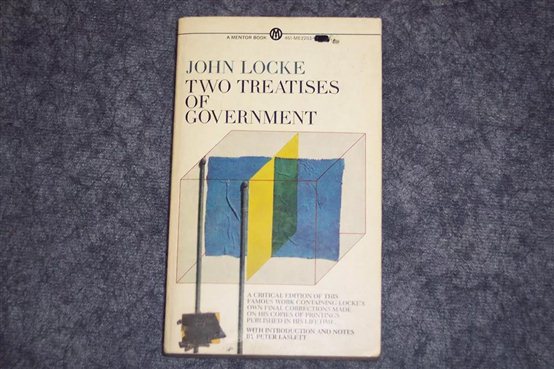 A MENTOR BOOK
JOHN LOCKE
TWO TREATISES
OF
GOVERNMENT
A CRITICAL EDITION OF THIS
FAMOUS WORK CONTAINING LOCKE'S
OWN FINAL CORRECTIONS MADE
ON HIS COPIES OF PRINTINGS
PUBLISHED IN HIS LIFETIME.
WITH INTRODUCTION AND NOTES
BY PETER LASLETT